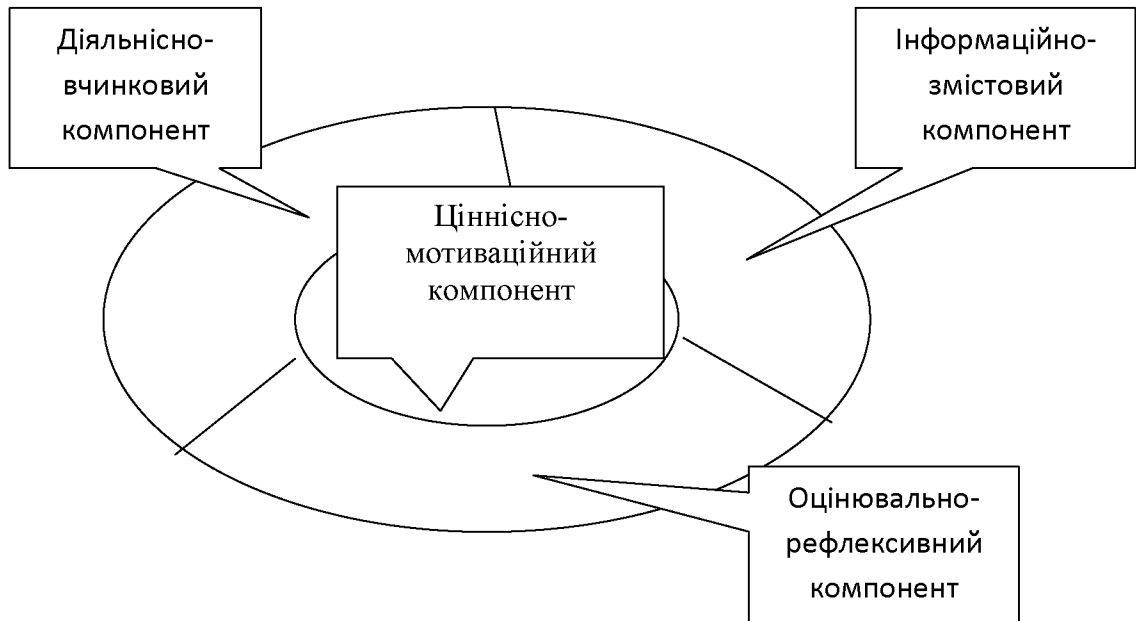 Діяльнісно-
вчинковий
компонент
Інформаційно-
змістовий
компонент
Ціннісно-
мотиваційний
компонент
Оцінювально-
рефлексивний
компонент